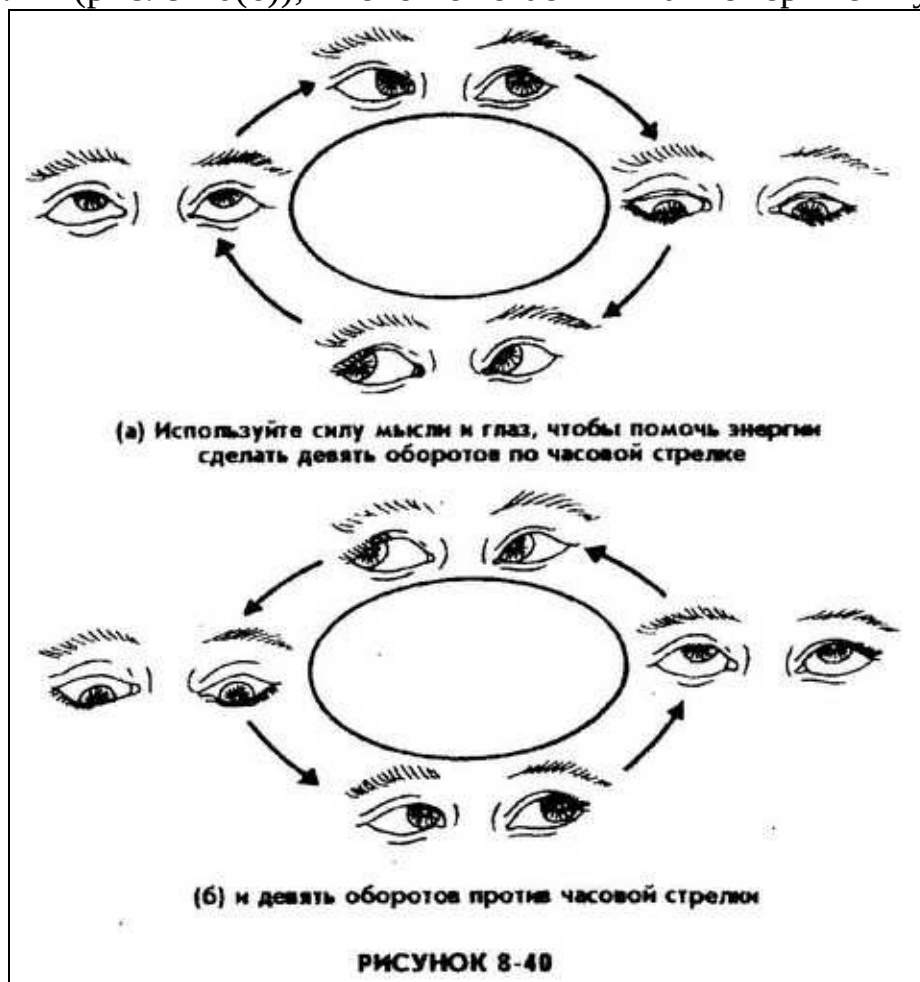 (а) Используйте силу мысли и глаз, чтобы помочь энергии
сделать девять оборотов по часовой стрелке
(б) и девять оборотов против часовой стрелки
РИСУНОК 8-40